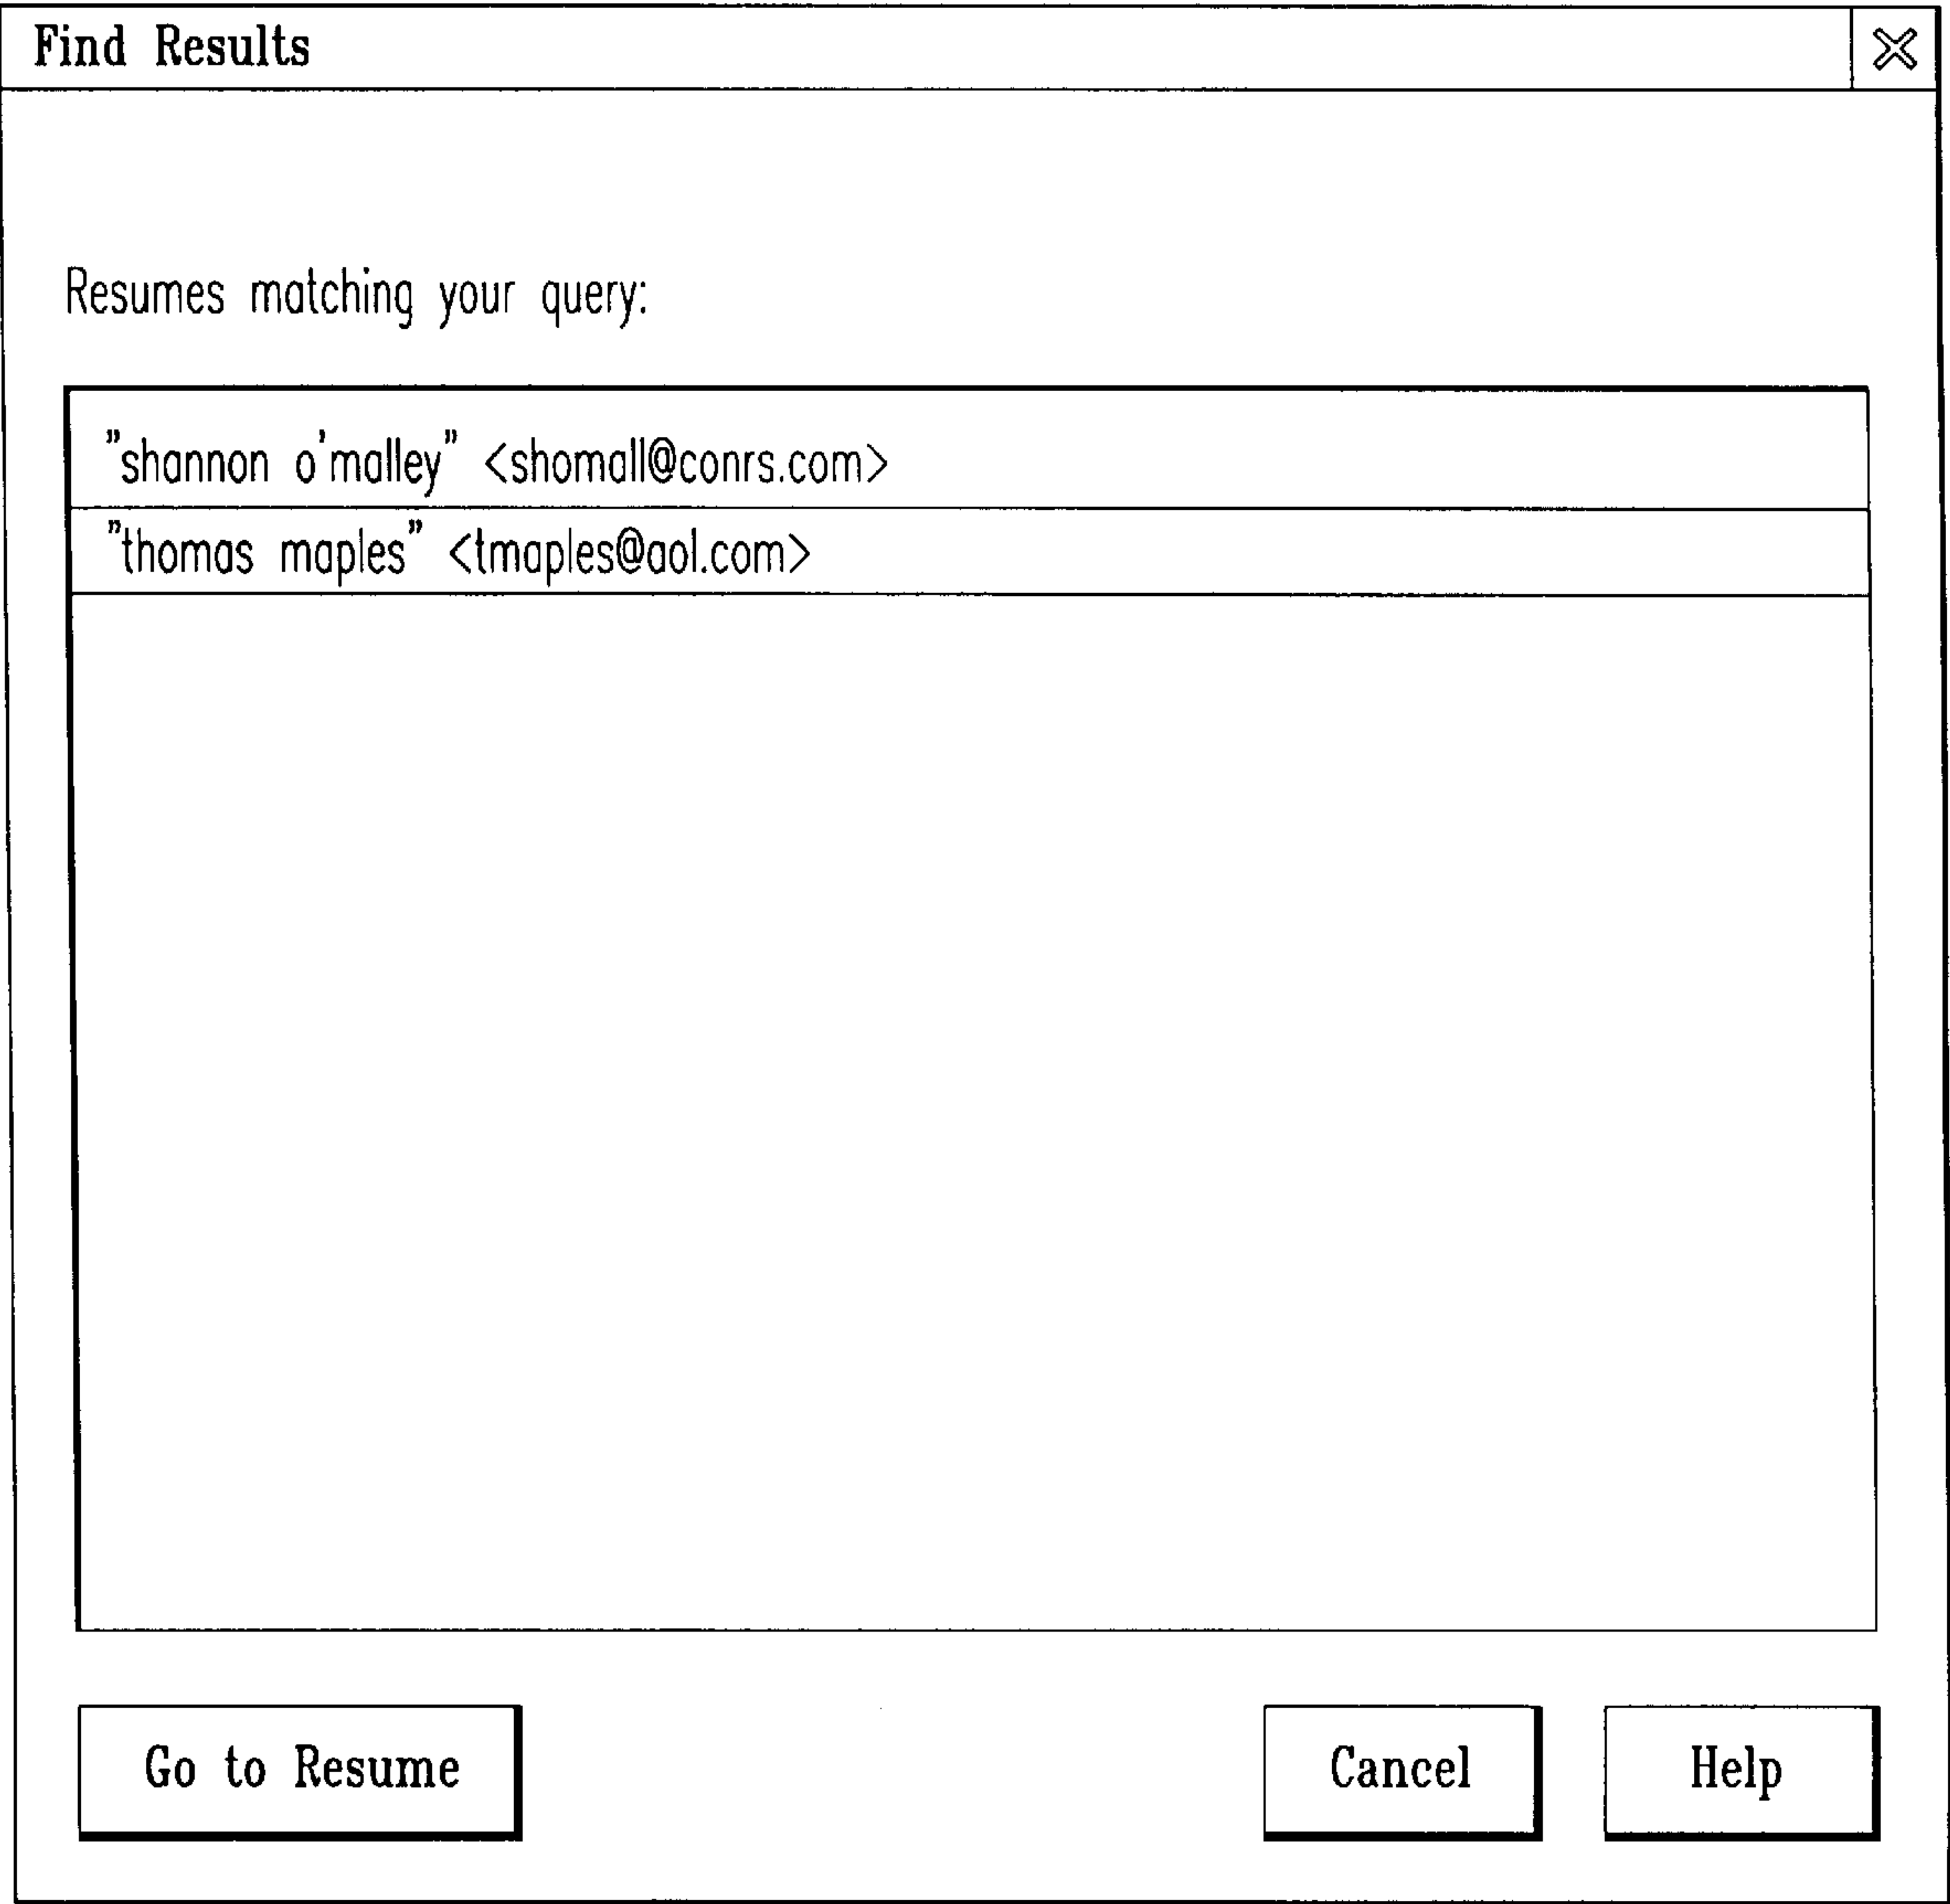 Find Results
Resumes matching your query:
"shannon o'malley" <shomall@conrs.com>
"thomas maples" <tmaples@aol.com>
Go to Resume Cancel Help